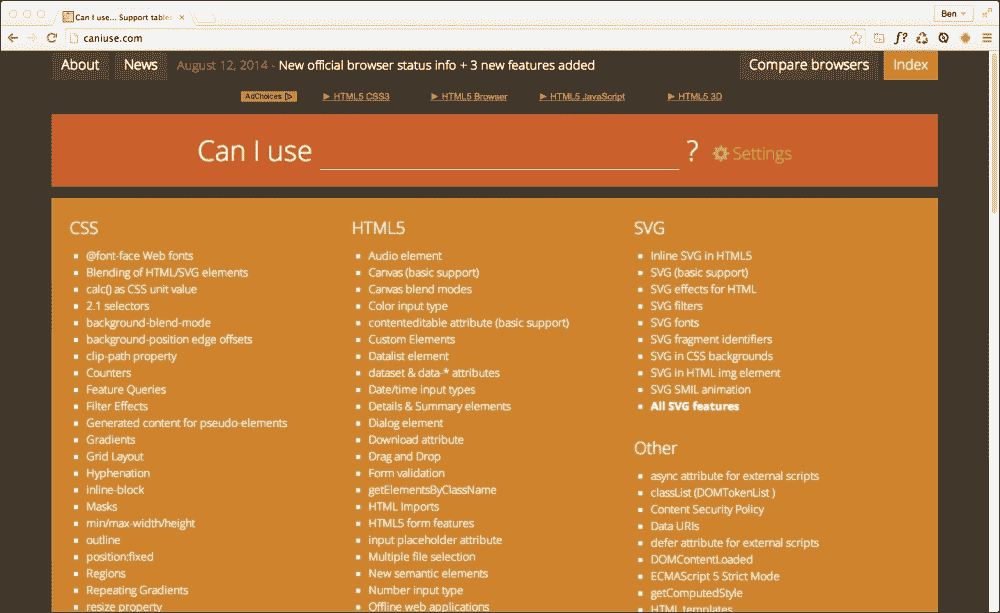 Can I use... Support tables
Ben
caniuse.com
f?
About
News
August 12, 2014 - New official browser status info + 3 new features added
Compare browsers
Index
AdChoices
► HTML5 CSS3
► HTML5 Browser
► HTML5 JavaScript
► HTML5 3D
Can I use ? Settings
CSS
@font-face Web fonts
Blending of HTML/SVG elements
calc() as CSS unit value
2.1 selectors
background-blend-mode
background-position edge offsets
clip-path property
Counters
Feature Queries
Filter Effects
Generated content for pseudo-elements
Gradients
Grid Layout
Hyphenation
inline-block
Masks
min/max-width/height
outline
position:fixed
Regions
Repeating Gradients
resize property
HTML5
Audio element
Canvas (basic support)
Canvas blend modes
Color input type
contenteditable attribute (basic support)
Custom Elements
Datalist element
dataset & data-* attributes
Date/time input types
Details & Summary elements
Dialog element
Download attribute
Drag and Drop
Form validation
getElementsByClassName
HTML Imports
HTML5 form features
input placeholder attribute
Multiple file selection
New semantic elements
Number input type
Offline web applications
SVG
Inline SVG in HTML5
SVG (basic support)
SVG effects for HTML
SVG filters
SVG fonts
SVG fragment identifiers
SVG in CSS backgrounds
SVG in HTML img element
SVG SMIL animation
All SVG features
Other
async attribute for external scripts
classList (DOMTokenList )
Content Security Policy
Data URIs
defer attribute for external scripts
DOMContentLoaded
ECMAScript 5 Strict Mode
getComputedStyle
HTML templates